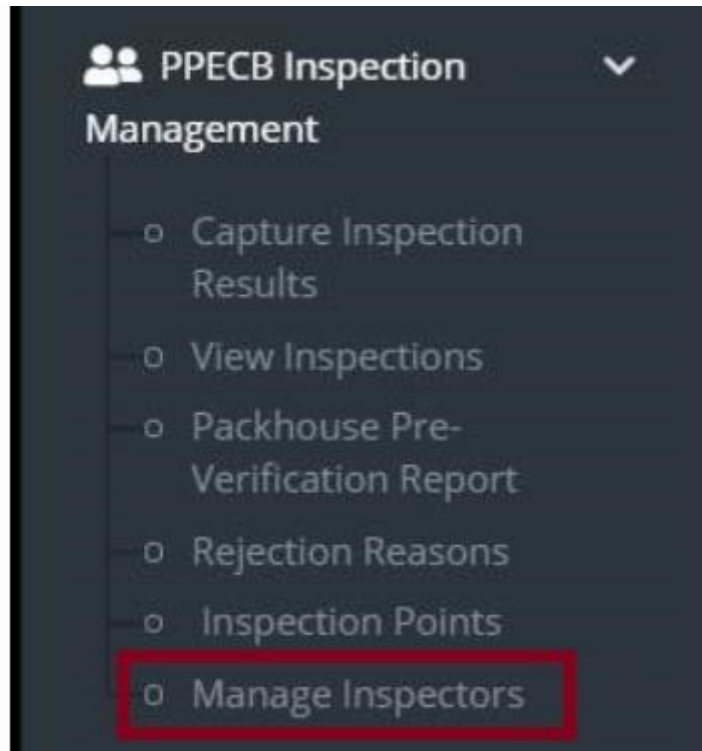 PPECB Inspection
Management
Capture Inspection
Results
View Inspections
Packhouse Pre-
Verification Report
Rejection Reasons
Inspection Points
Manage Inspectors